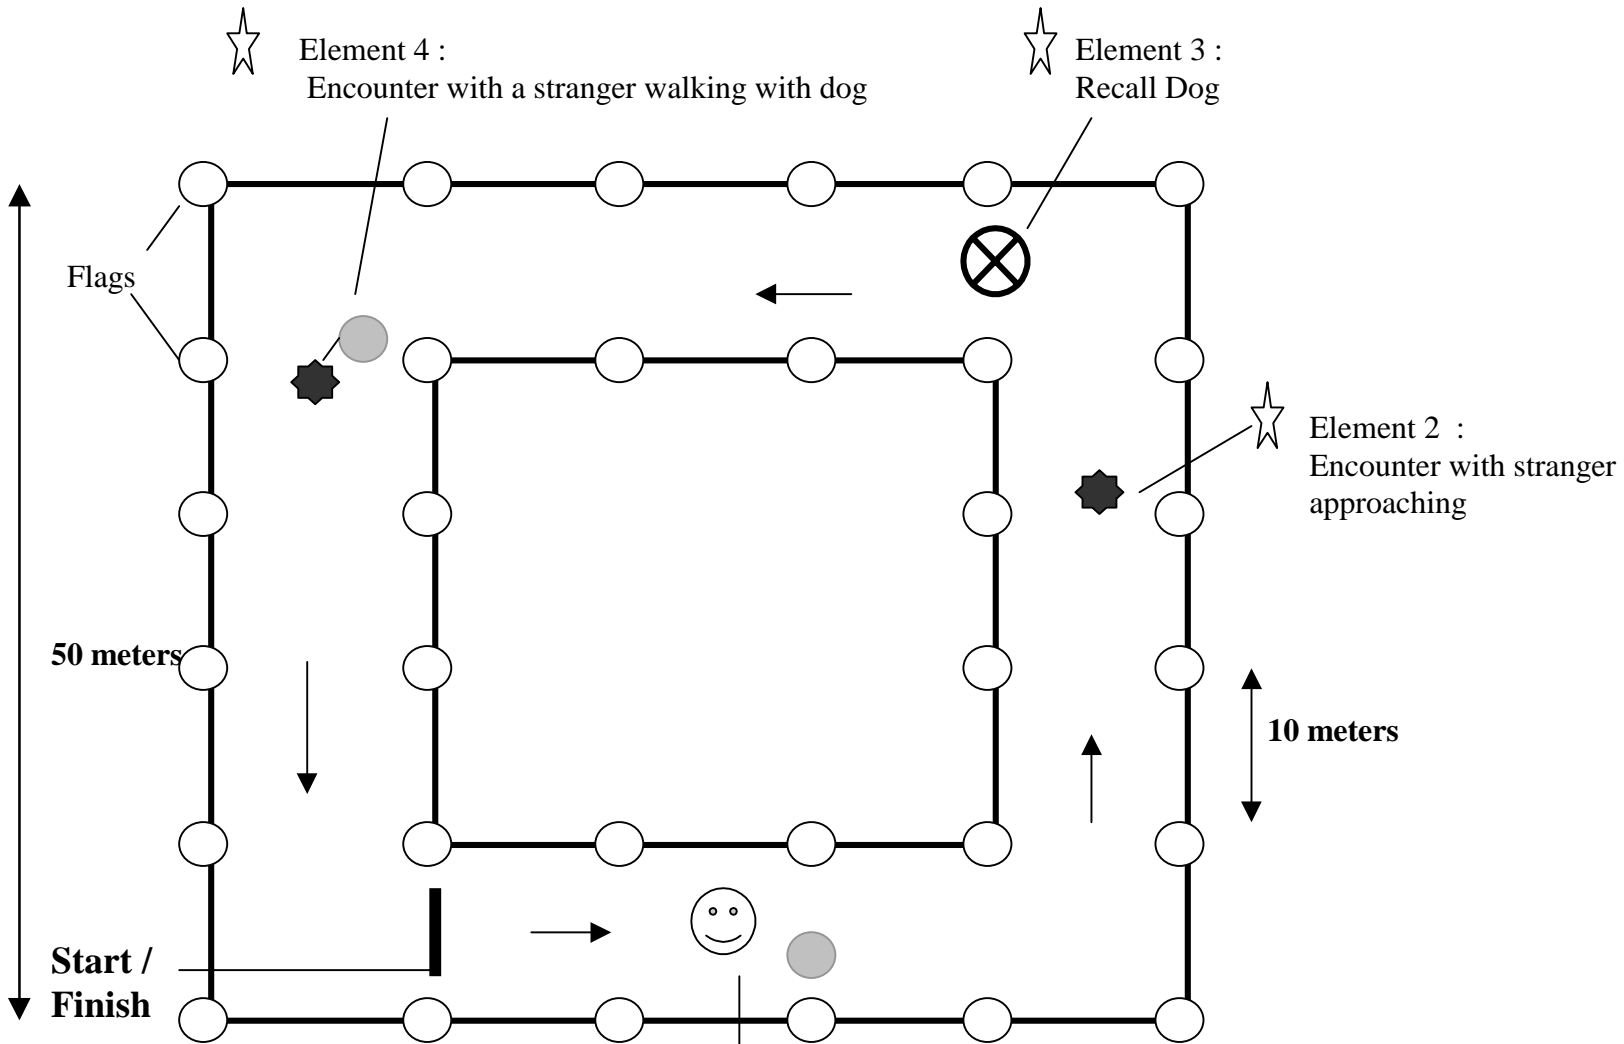 Element 4 :
Encounter with a stranger walking with dog
Element 3 :
Recall Dog
Flags
Element 2  :
Encounter with stranger
approaching
50 meters
10 meters
Start /
Finish